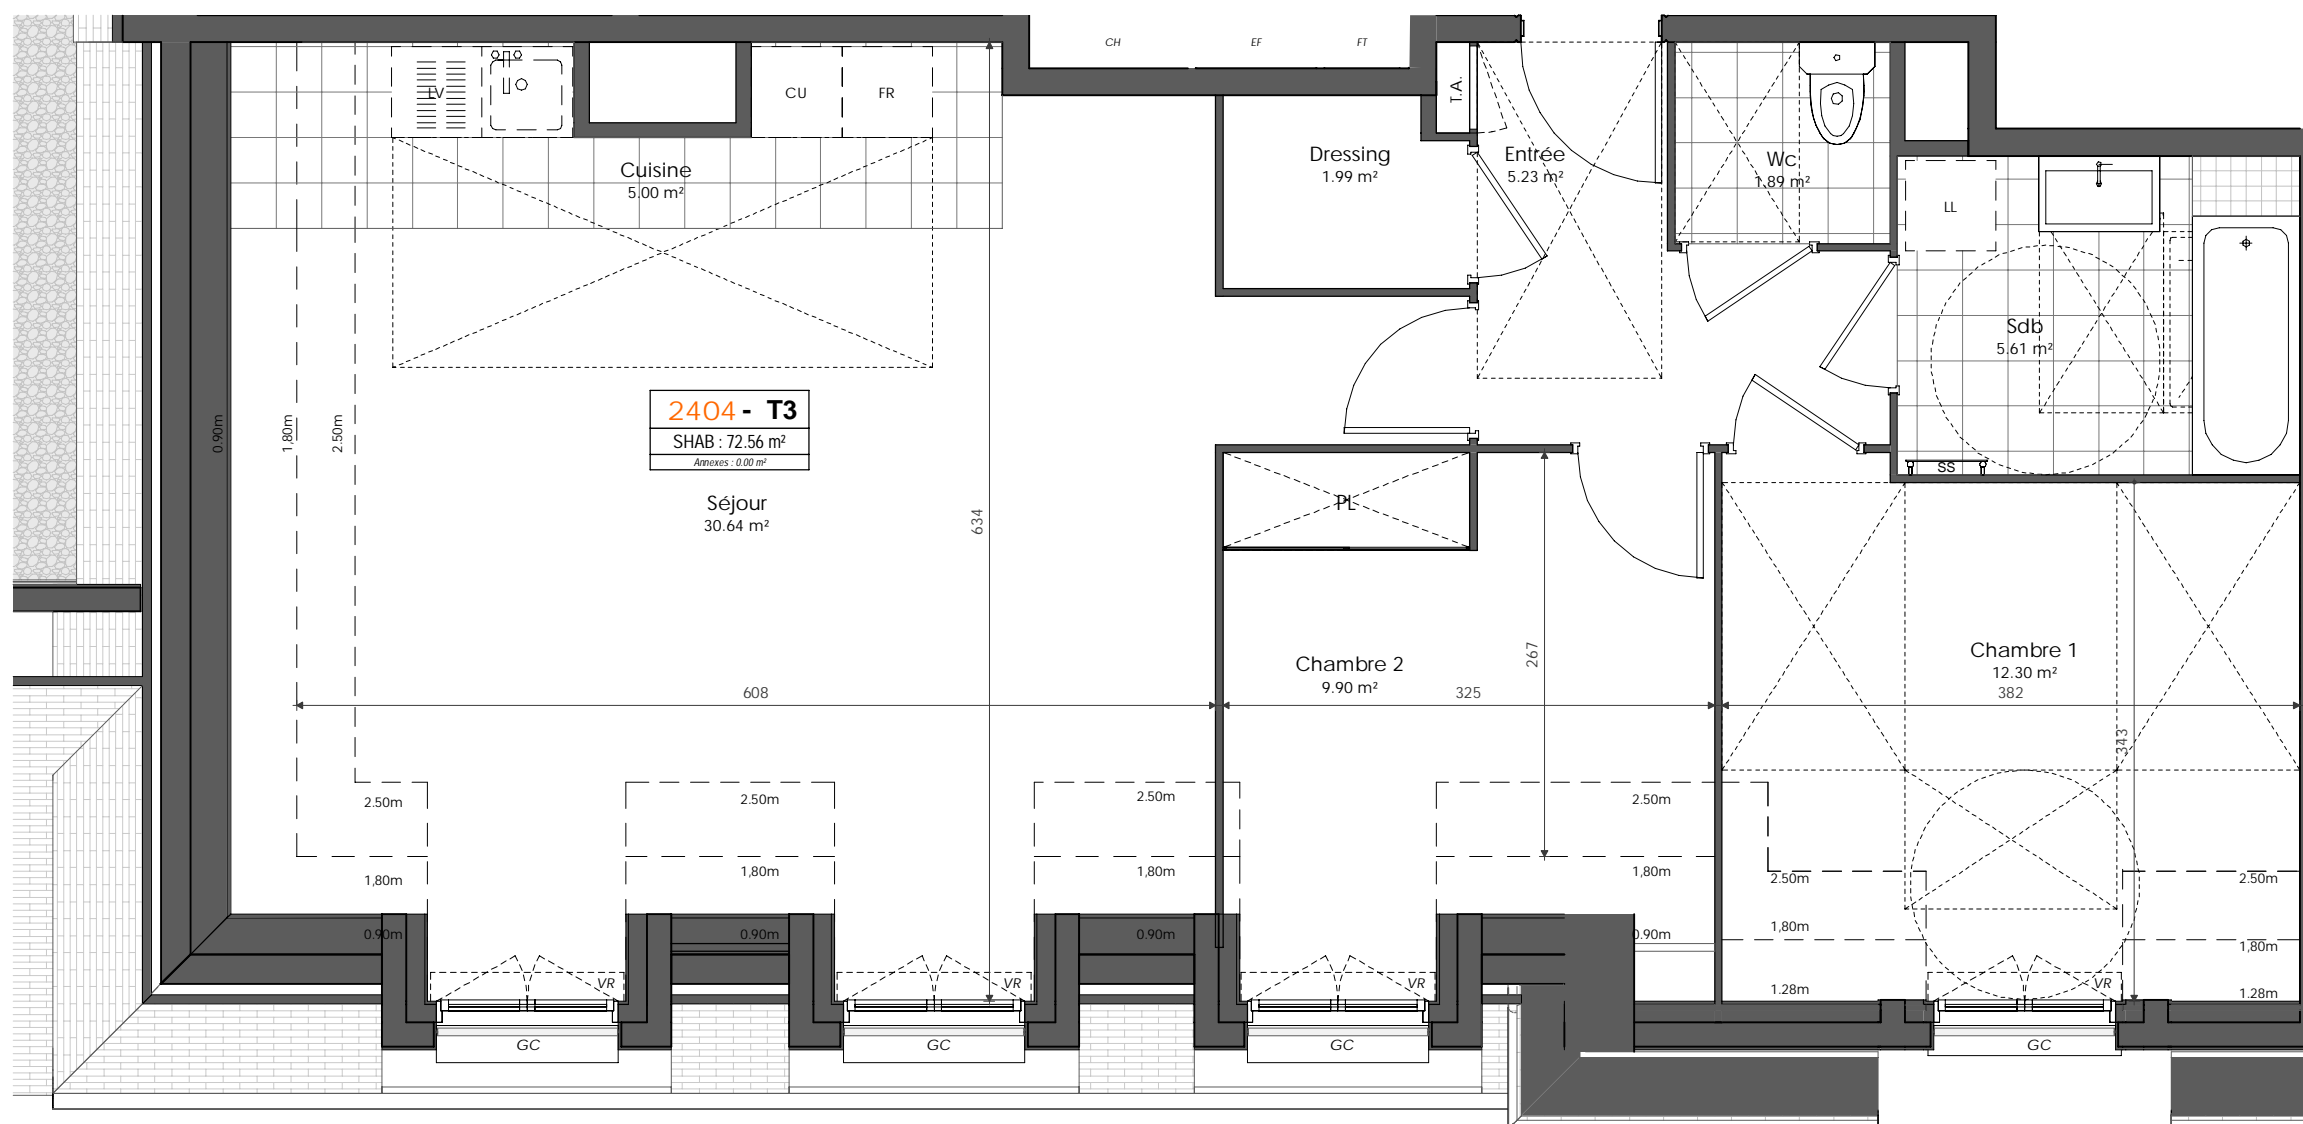 CH
EF
FT
LV
CU
FR
T.A.
Cuisine
5.00 m²
Dressing
1.99 m²
Entrée
5.23 m²
Wc
1.89 m²
LL
Sdb
5.61 m²
SS
0.90m
1,80m
2.50m
2404 - T3
SHAB : 72.56 m²
Annexes : 0.00 m²
Séjour
30.64 m²
634
PL
267
Chambre 2
9.90 m²
Chambre 1
12.30 m²
608
325
382
343
2.50m
2.50m
2.50m
2.50m
1,80m
1,80m
1,80m
1,80m
2.50m
2.50m
0.90m
0.90m
0.90m
0.90m
1,80m
1,80m
1.28m
1.28m
VR
VR
VR
VR
GC
GC
GC
GC